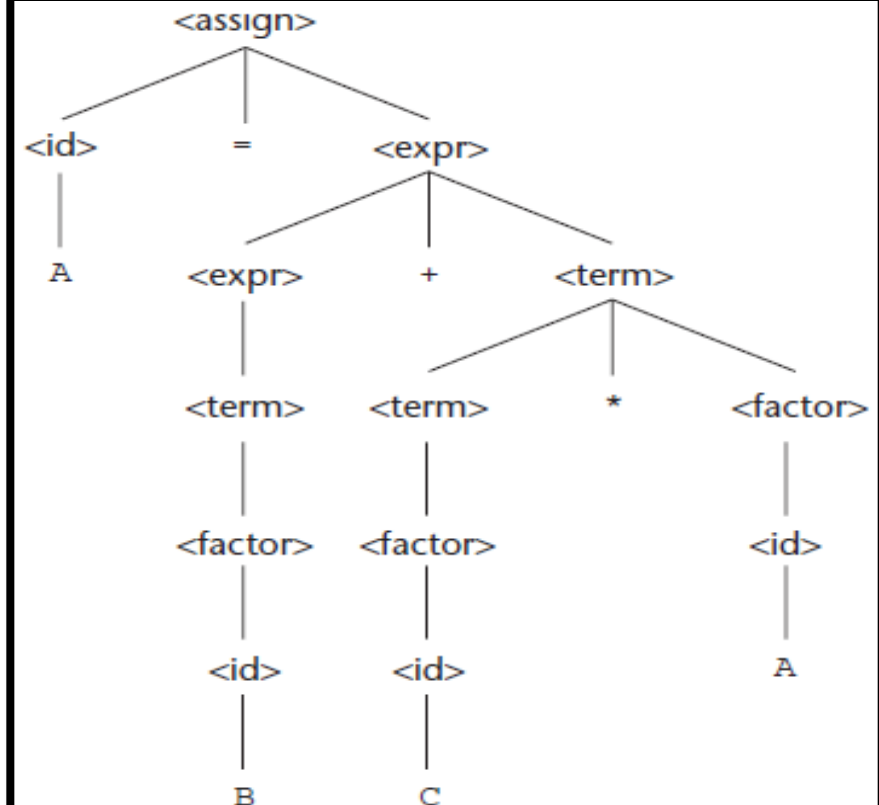 <assign>
<id> = <expr>
A <expr> + <term>
<term> <term> * <factor>
<factor> <factor> <id>
<id> <id> A
B C